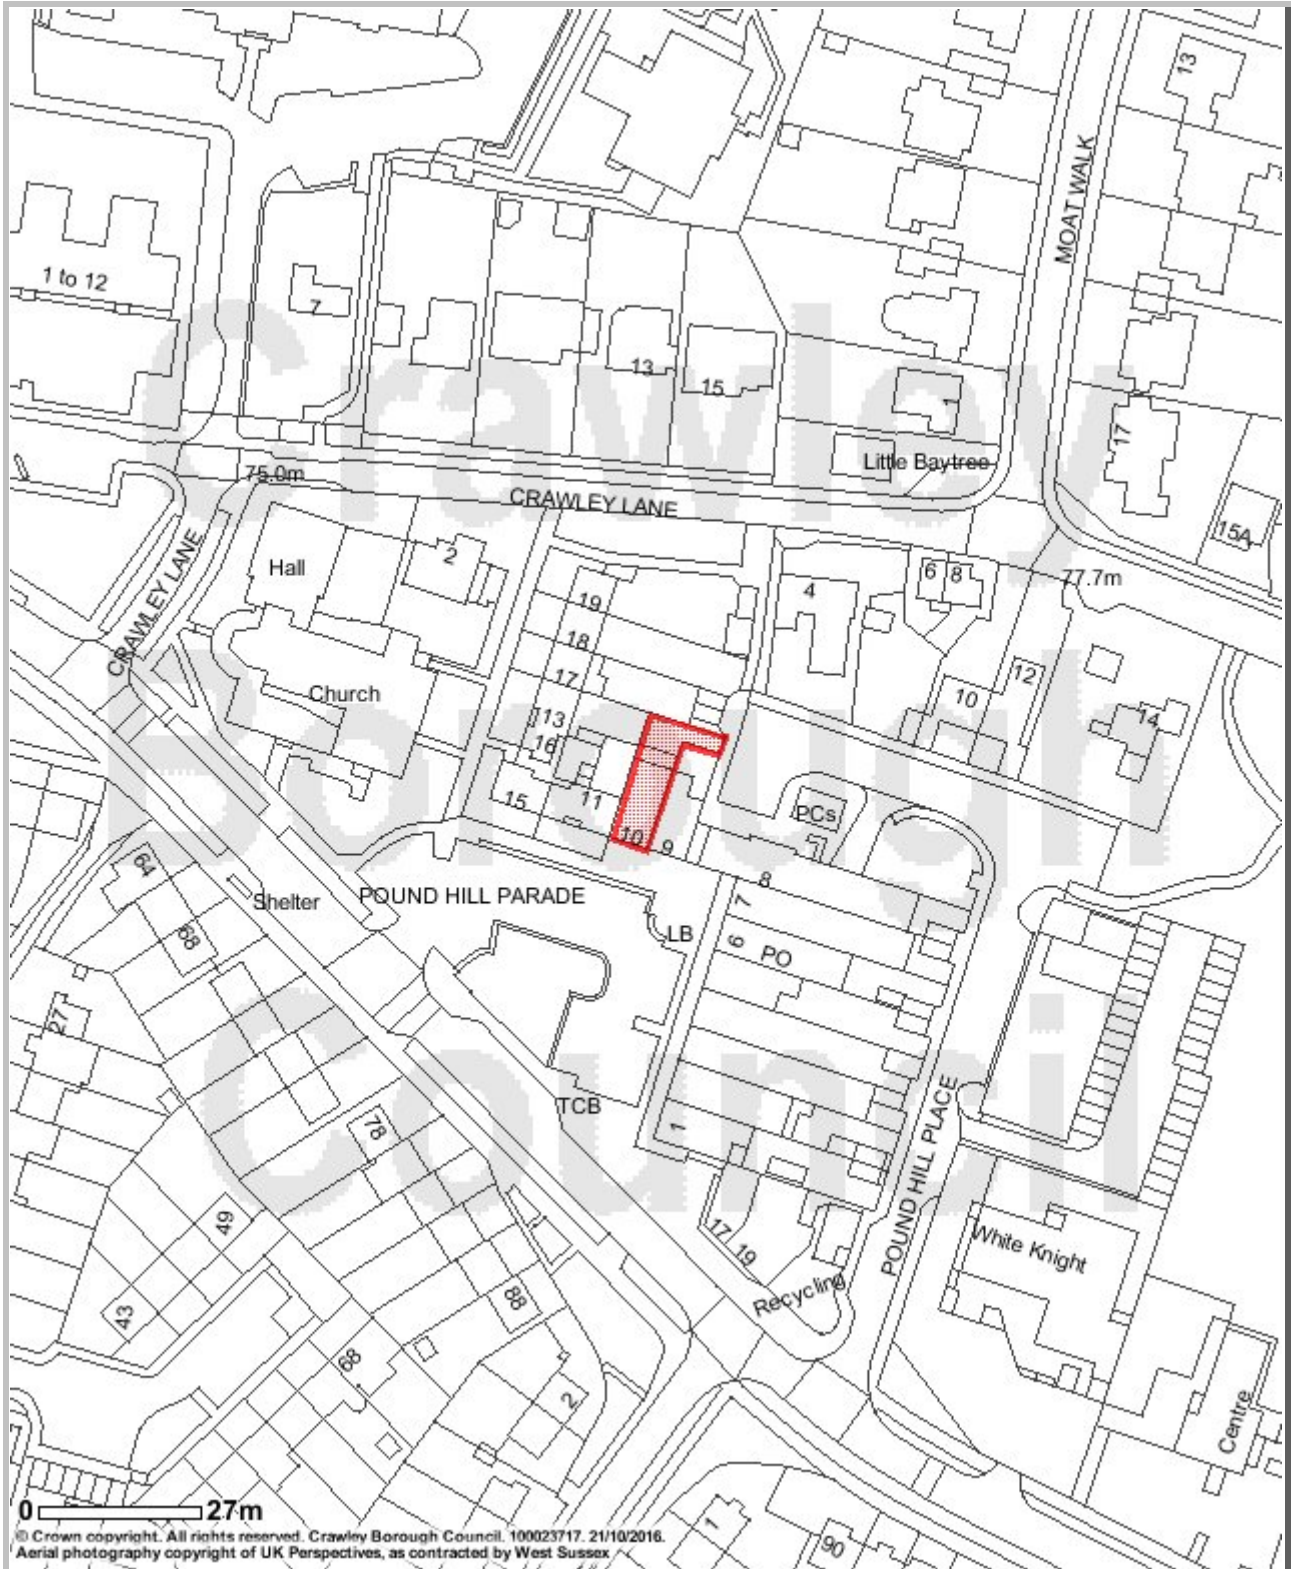 13
MOAT WALK
1 to 12
7
13
15
1
17
Little Baytree
75.0m
CRAWLEY LANE
15A
CRAWLEY LANE
Hall
2
6 8
77.7m
4
19
18
17
12
10
14
Church
13
16
15
11
10
9
PCs
8
7
6
PO
64
68
Shelter
POUND HILL PARADE
LB
27
TCB
78
1
POUND HILL PLACE
49
43
17 19
Recycling
White Knight
88
68
2
Centre
1
90
Crawley
Borough
Council
0 27m
© Crown copyright. All rights reserved. Crawley Borough Council. 100023717. 21/10/2016.
Aerial photography copyright of UK Perspectives, as contracted by West Sussex